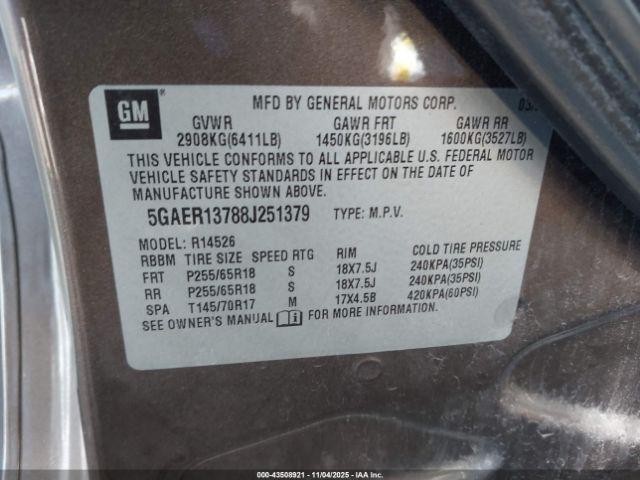 GM
MFD BY GENERAL MOTORS CORP.
GVWR GAWR FRT GAWR RR
2908KG(6411LB) 1450KG(3196LB) 1600KG(3527LB)
THIS VEHICLE CONFORMS TO ALL APPLICABLE U.S. FEDERAL MOTOR
VEHICLE SAFETY STANDARDS IN EFFECT ON THE DATE OF
MANUFACTURE SHOWN ABOVE.
5GAER13788J251379 TYPE: M.P.V.
MODEL: R14526
RBBM TIRE SIZE SPEED RTG RIM COLD TIRE PRESSURE
FRT P255/65R18 S 18X7.5J 240KPA(35PSI)
RR P255/65R18 S 18X7.5J 240KPA(35PSI)
SPA T145/70R17 M 17X4.5B 420KPA(60PSI)
SEE OWNER'S MANUAL FOR MORE INFORMATION.
000-43508921 - 11/04/2025 - IAA Inc.